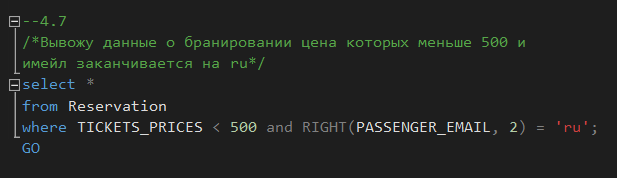 --4.7
/*Вывожу данные о бранировании цена которых меньше 500 и
имейл заканчивается на ru*/
select *
from Reservation
where TICKETS_PRICES < 500 and RIGHT(PASSENGER_EMAIL, 2) = 'ru';
GO